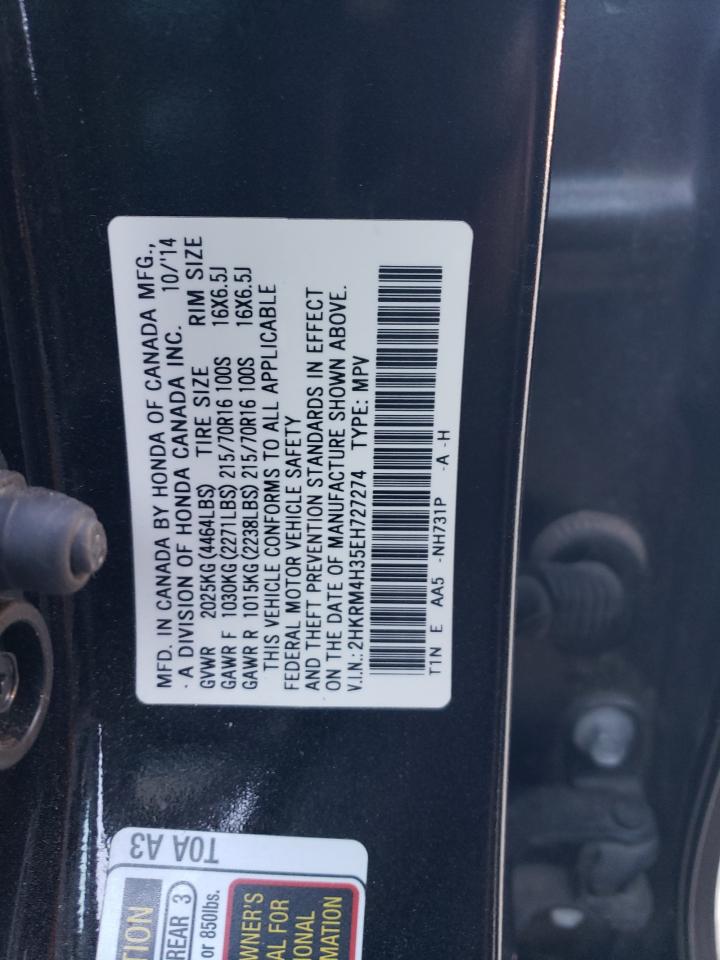 MFD. IN CANADA BY HONDA OF CANADA MFG.,
· A DIVISION OF HONDA CANADA INC. 10/'14
GVWR 2025KG (4464LBS) TIRE SIZE RIM SIZE
GAWR F 1030KG (2271LBS) 215/70R16 100S 16X6.5J
GAWR R 1015KG (2238LBS) 215/70R16 100S 16X6.5J
THIS VEHICLE CONFORMS TO ALL APPLICABLE
FEDERAL MOTOR VEHICLE SAFETY
AND THEFT PREVENTION STANDARDS IN EFFECT
ON THE DATE OF MANUFACTURE SHOWN ABOVE.
V.I.N.: 2HKRM4H35EH727274 TYPE: MPV
T1N E AA5 -NH731P -A -H
T0A A3
TION
REAR 3
or 850lbs.
WNER'S
AL FOR
IONAL
MATION